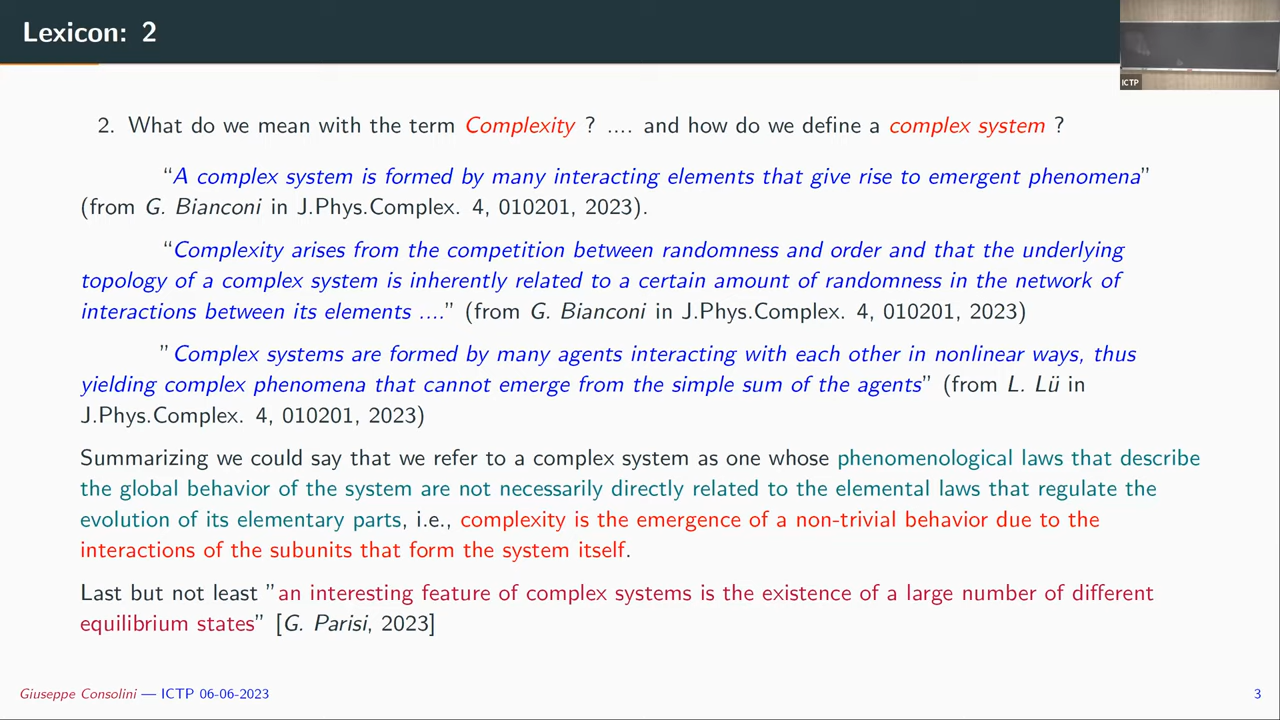 Lexicon: 2
ICTP
2. What do we mean with the term Complexity ? .... and how do we define a complex system ?
“A complex system is formed by many interacting elements that give rise to emergent phenomena”
(from G. Bianconi in J.Phys.Complex. 4, 010201, 2023).
“Complexity arises from the competition between randomness and order and that the underlying
topology of a complex system is inherently related to a certain amount of randomness in the network of
interactions between its elements ....” (from G. Bianconi in J.Phys.Complex. 4, 010201, 2023)
”Complex systems are formed by many agents interacting with each other in nonlinear ways, thus
yielding complex phenomena that cannot emerge from the simple sum of the agents” (from L. Lü in
J.Phys.Complex. 4, 010201, 2023)
Summarizing we could say that we refer to a complex system as one whose phenomenological laws that describe
the global behavior of the system are not necessarily directly related to the elemental laws that regulate the
evolution of its elementary parts, i.e., complexity is the emergence of a non-trivial behavior due to the
interactions of the subunits that form the system itself.
Last but not least ”an interesting feature of complex systems is the existence of a large number of different
equilibrium states” [G. Parisi, 2023]
Giuseppe Consolini — ICTP 06-06-2023
3